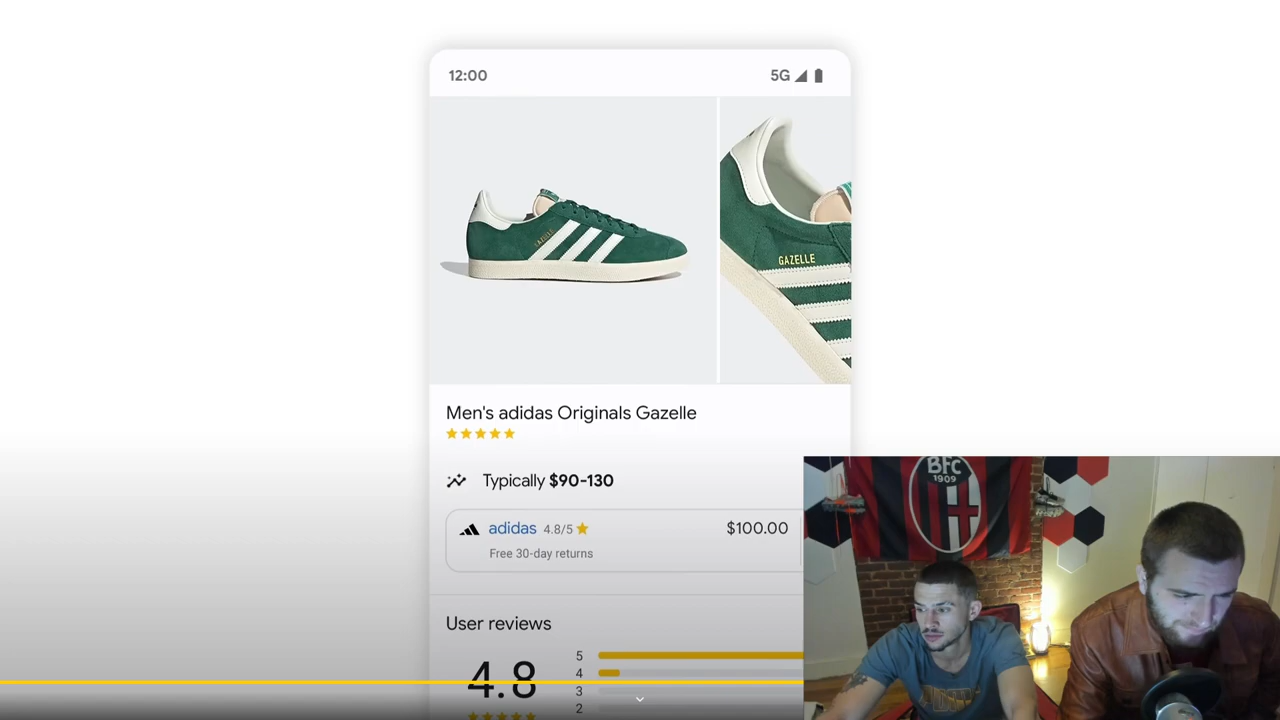 12:00
5G
GAZELLE
GAZELLE
Men's adidas Originals Gazelle
Typically $90-130
adidas 4.8/5
$100.00
Free 30-day returns
User reviews
4.8
5
4
3
2
BFC
1909